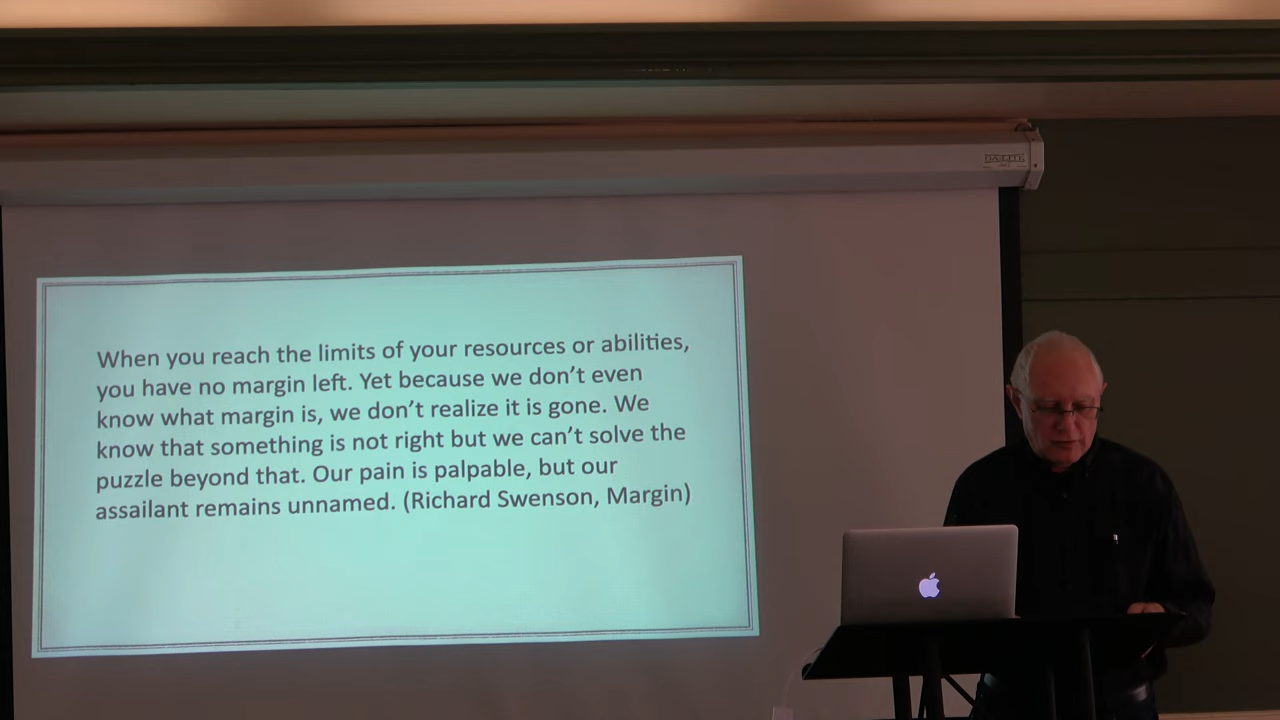 DA-LITE
When you reach the limits of your resources or abilities,
you have no margin left. Yet because we don’t even
know what margin is, we don’t realize it is gone. We
know that something is not right but we can’t solve the
puzzle beyond that. Our pain is palpable, but our
assailant remains unnamed. (Richard Swenson, Margin)